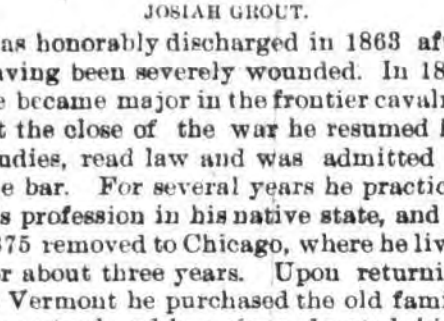 JOSIAH GROUT.
as honorably discharged in 1863 af
aving been severely wounded. In 18
e became major in the frontier caval
t the close of the war he resumed
udies, read law and was admitted
e bar. For several years he practic
s profession in his native state, and
375 removed to Chicago, where he liv
r about three years. Upon returni
Vermont he purchased the old fami